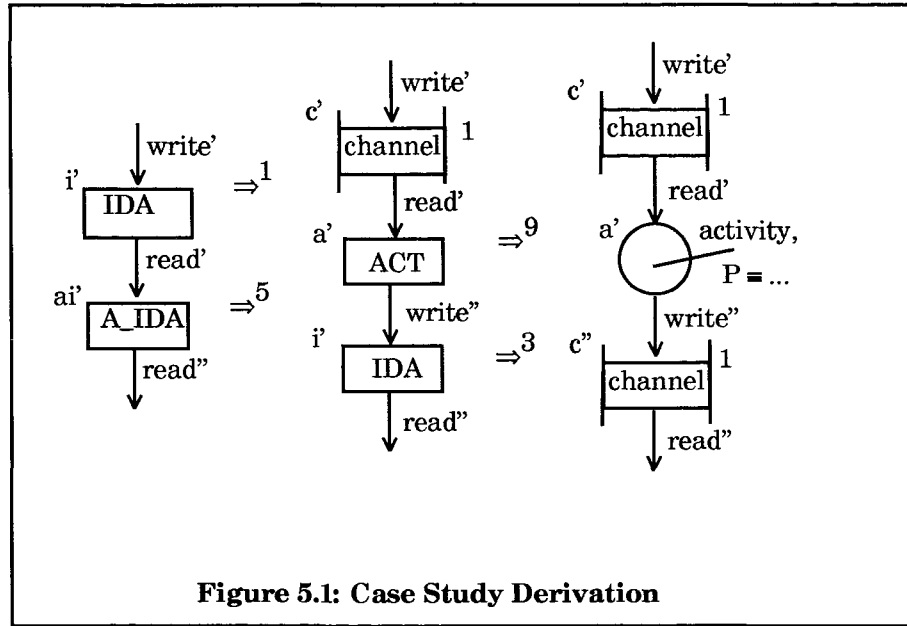 write'
i'
IDA
⇒1
read'
ai'
A_IDA
⇒5
read"
write'
c'
channel
1
read'
a'
ACT
⇒9
write"
i'
IDA
⇒3
read"
write'
c'
channel
1
read'
a'
activity,
P ≡ ...
write"
c"
channel
1
read"
Figure 5.1: Case Study Derivation